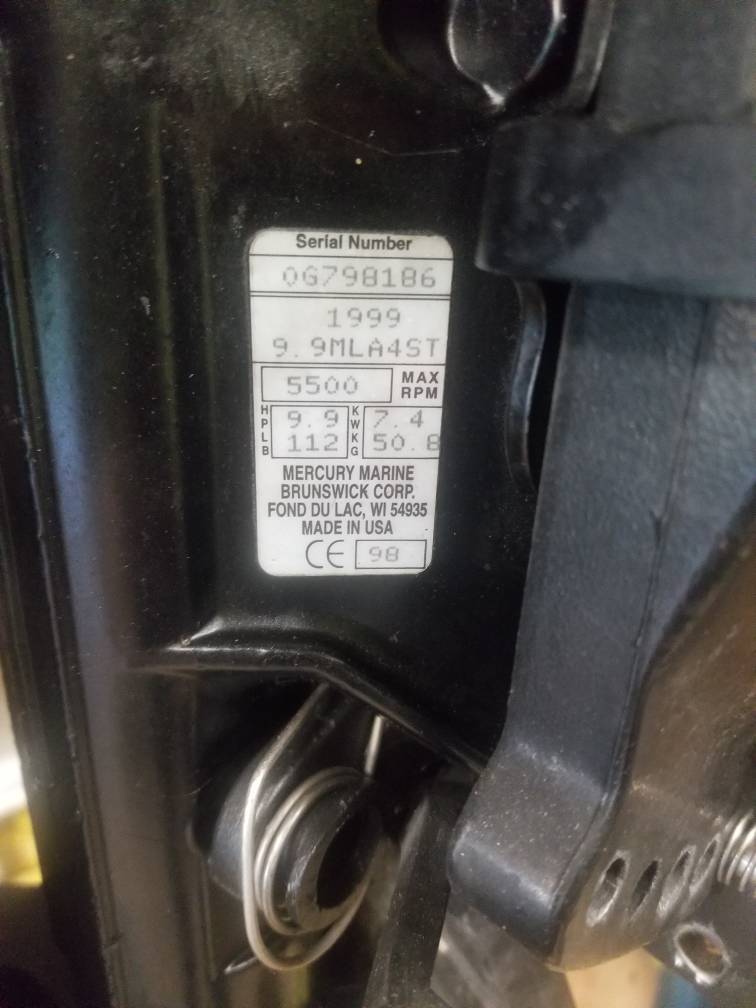 Serial Number
0G798186
1999
9.9MLA4ST
5500 MAX RPM
HP 9.9 KW 7.4
LB 112 KG 50.8
MERCURY MARINE
BRUNSWICK CORP.
FOND DU LAC, WI 54935
MADE IN USA
CE 98